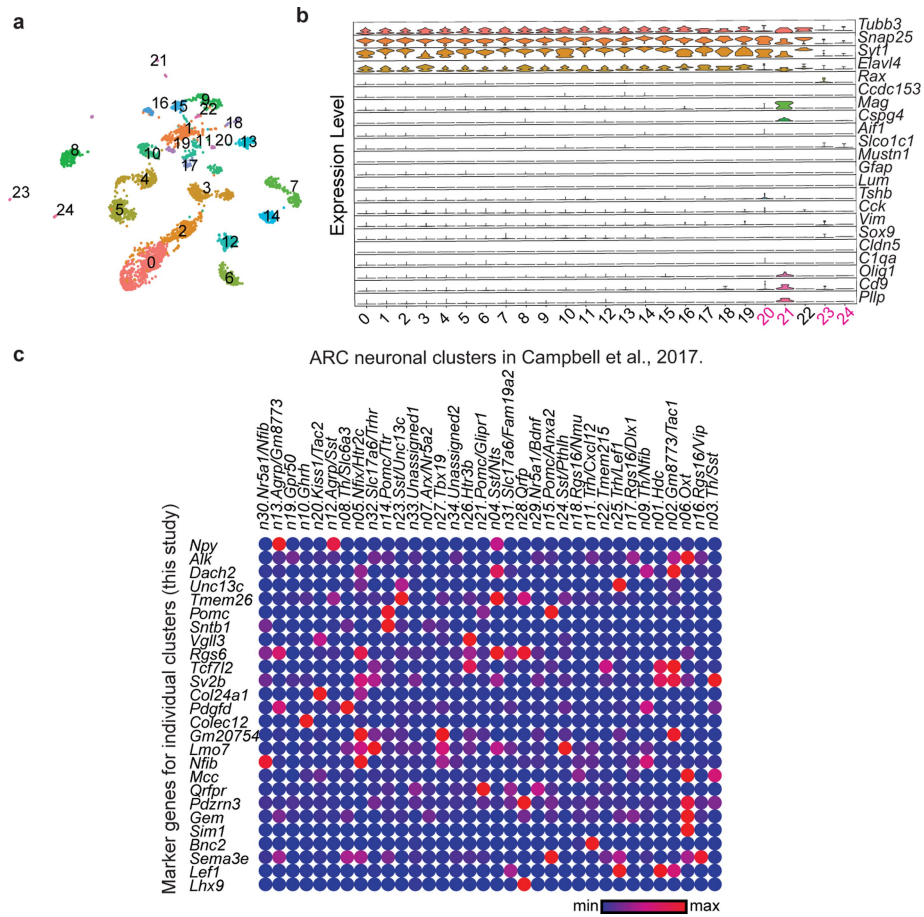 a
21
16
15
9
22
18
1
19
11
20
13
8
10
17
23
4
3
7
24
5
14
2
12
0
6
b
Expression Level
Tubb3
Snap25
Syt1
Elavl4
Rax
Ccdc153
Mag
Cspg4
Aif1
Slco1c1
Mustn1
Gfap
Lum
Tshb
Cck
Vim
Sox9
Cldn5
C1qa
Olig1
Cd9
Pllp
0 1 2 3 4 5 6 7 8 9 10 11 12 13 14 15 16 17 18 19 20 21 22 23 24
c
ARC neuronal clusters in Campbell et al., 2017.
n30.Nr5a1/Nfib
n13.Agrp/Gm8773
n19.Gpr50
n10.Ghrh
n20.Kiss1/Tac2
n12.Agrp/Sst
n08.Th/Slc6a3
n05.Nfix/Htr2c
n32.Slc17a6/Trhr
n14.Pomc/Ttr
n23.Sst/Unc13c
n33.Unassigned1
n07.Arx/Nr5a2
n27.Tbx19
n34.Unassigned2
n26.Htr3b
n21.Pomc/Glipr1
n04.Sst/Nts
n31.Slc17a6/Fam19a2
n28.Qrfp
n29.Nr5a1/Bdnf
n15.Pomc/Anxa2
n24.Sst/Pthlh
n18.Rgs16/Nmu
n11.Th/Cxcl12
n22.Tmem215
n25.Trh/Lef1
n17.Rgs16/Dlx1
n09.Th/Nfib
n01.Hdc
n02.Gm8773/Tac1
n06.Oxt
n16.Rgs16/Vip
n03.Th/Sst
Marker genes for individual clusters (this study)
Npy
Alk
Dach2
Unc13c
Tmem26
Pomc
Sntb1
Vgll3
Rgs6
Tcf7l2
Sv2b
Col24a1
Pdgfd
Colec12
Gm20754
Lmo7
Nfib
Mcc
Qrfpr
Pdzrn3
Gem
Sim1
Bnc2
Sema3e
Lef1
Lhx9
min max